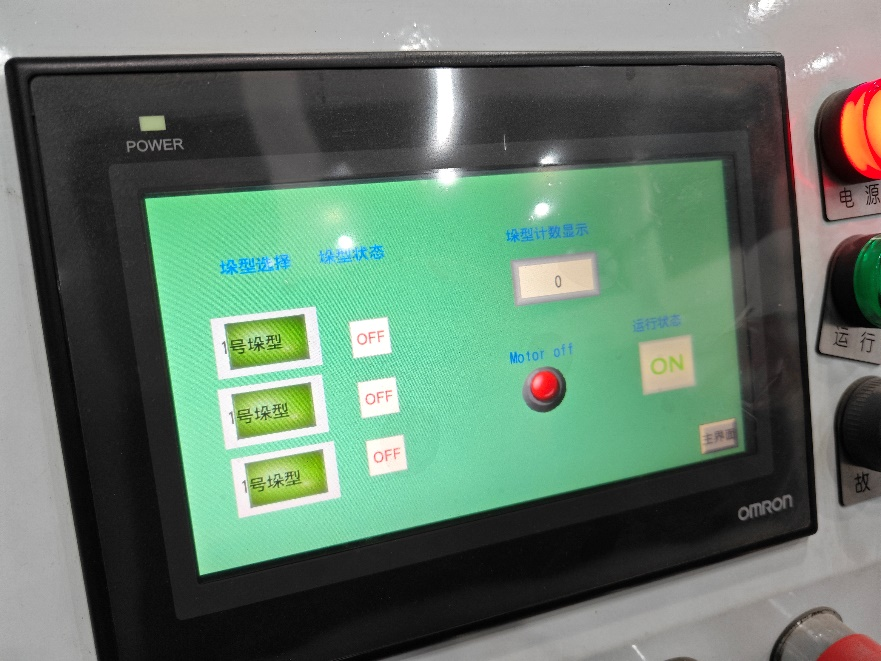 POWER
垛型选择
垛型状态
垛型计数显示
0
1号垛型
OFF
1号垛型
OFF
1号垛型
OFF
Motor off
运行状态
ON
主界面
OMRON
电源
运行
故